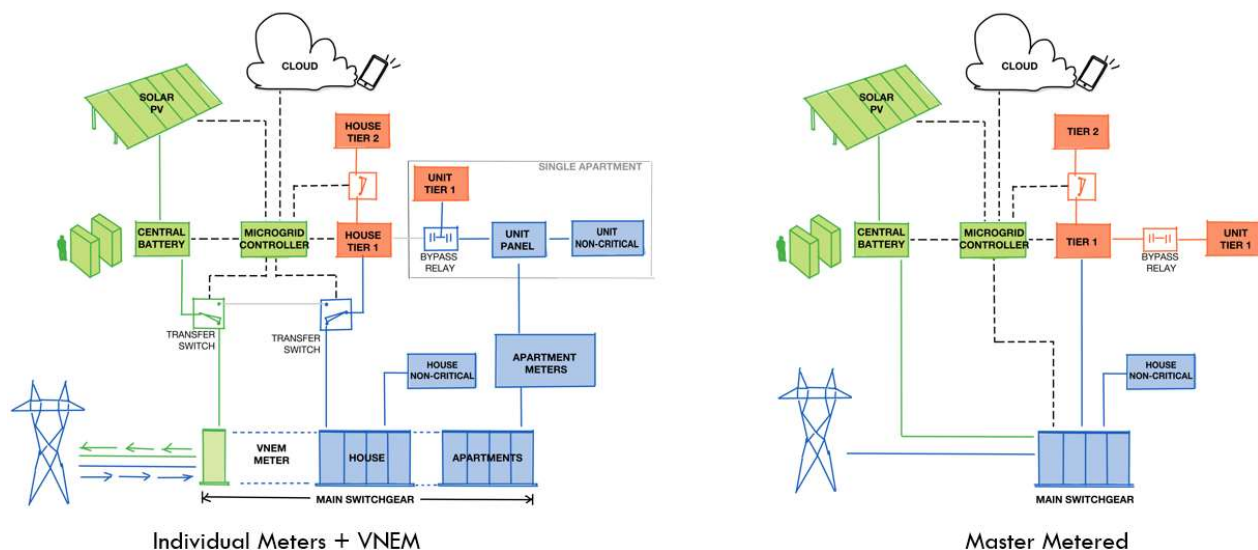 CLOUD
SOLAR
PV
HOUSE
TIER 2
SINGLE APARTMENT
UNIT
TIER 1
CENTRAL
BATTERY
MICROGRID
CONTROLLER
HOUSE
TIER 1
BYPASS
RELAY
UNIT
PANEL
UNIT
NON-CRITICAL
TRANSFER
SWITCH
TRANSFER
SWITCH
HOUSE
NON-CRITICAL
APARTMENT
METERS
VNEM
METER
HOUSE
APARTMENTS
MAIN SWITCHGEAR
Individual Meters + VNEM
CLOUD
SOLAR
PV
TIER 2
CENTRAL
BATTERY
MICROGRID
CONTROLLER
TIER 1
BYPASS
RELAY
UNIT
TIER 1
HOUSE
NON-CRITICAL
MAIN SWITCHGEAR
Master Metered